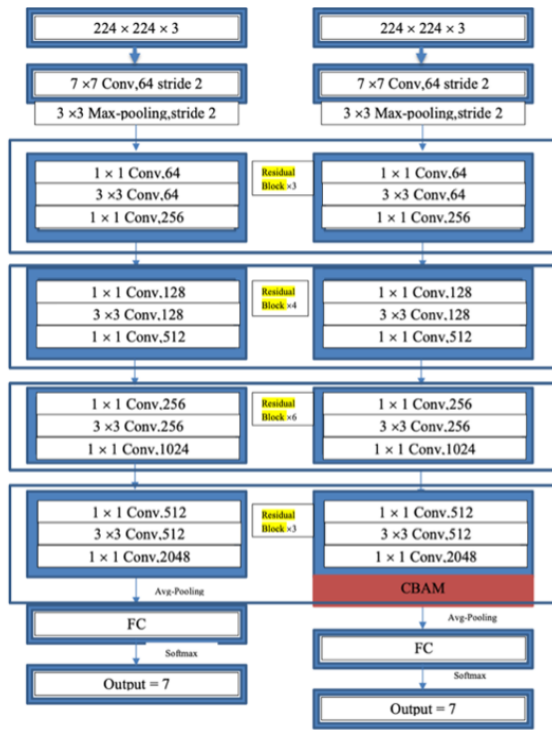 224 × 224 × 3
7 ×7 Conv,64 stride 2
3 ×3 Max-pooling,stride 2
1 × 1 Conv,64
3 ×3 Conv,64
1 × 1 Conv,256
1 × 1 Conv,128
3 ×3 Conv,128
1 × 1 Conv,512
1 × 1 Conv,256
3 ×3 Conv,256
1 × 1 Conv,1024
1 × 1 Conv,512
3 ×3 Conv,512
1 × 1 Conv,2048
Avg-Pooling
FC
Softmax
Output = 7
Residual
Block ×3
Residual
Block ×4
Residual
Block ×6
Residual
Block ×3
224 × 224 × 3
7 ×7 Conv,64 stride 2
3 ×3 Max-pooling,stride 2
1 × 1 Conv,64
3 ×3 Conv,64
1 × 1 Conv,256
1 × 1 Conv,128
3 ×3 Conv,128
1 × 1 Conv,512
1 × 1 Conv,256
3 ×3 Conv,256
1 × 1 Conv,1024
1 × 1 Conv,512
3 ×3 Conv,512
1 × 1 Conv,2048
CBAM
Avg-Pooling
FC
Softmax
Output = 7